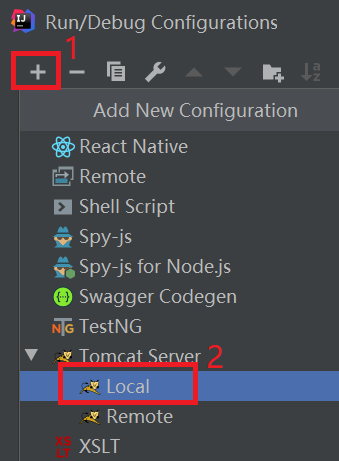 Run/Debug Configurations
1
Add New Configuration
React Native
Remote
Shell Script
Spy-js
Spy-js for Node.js
Swagger Codegen
TestNG
Tomcat Server
2
Local
Remote
XSLT